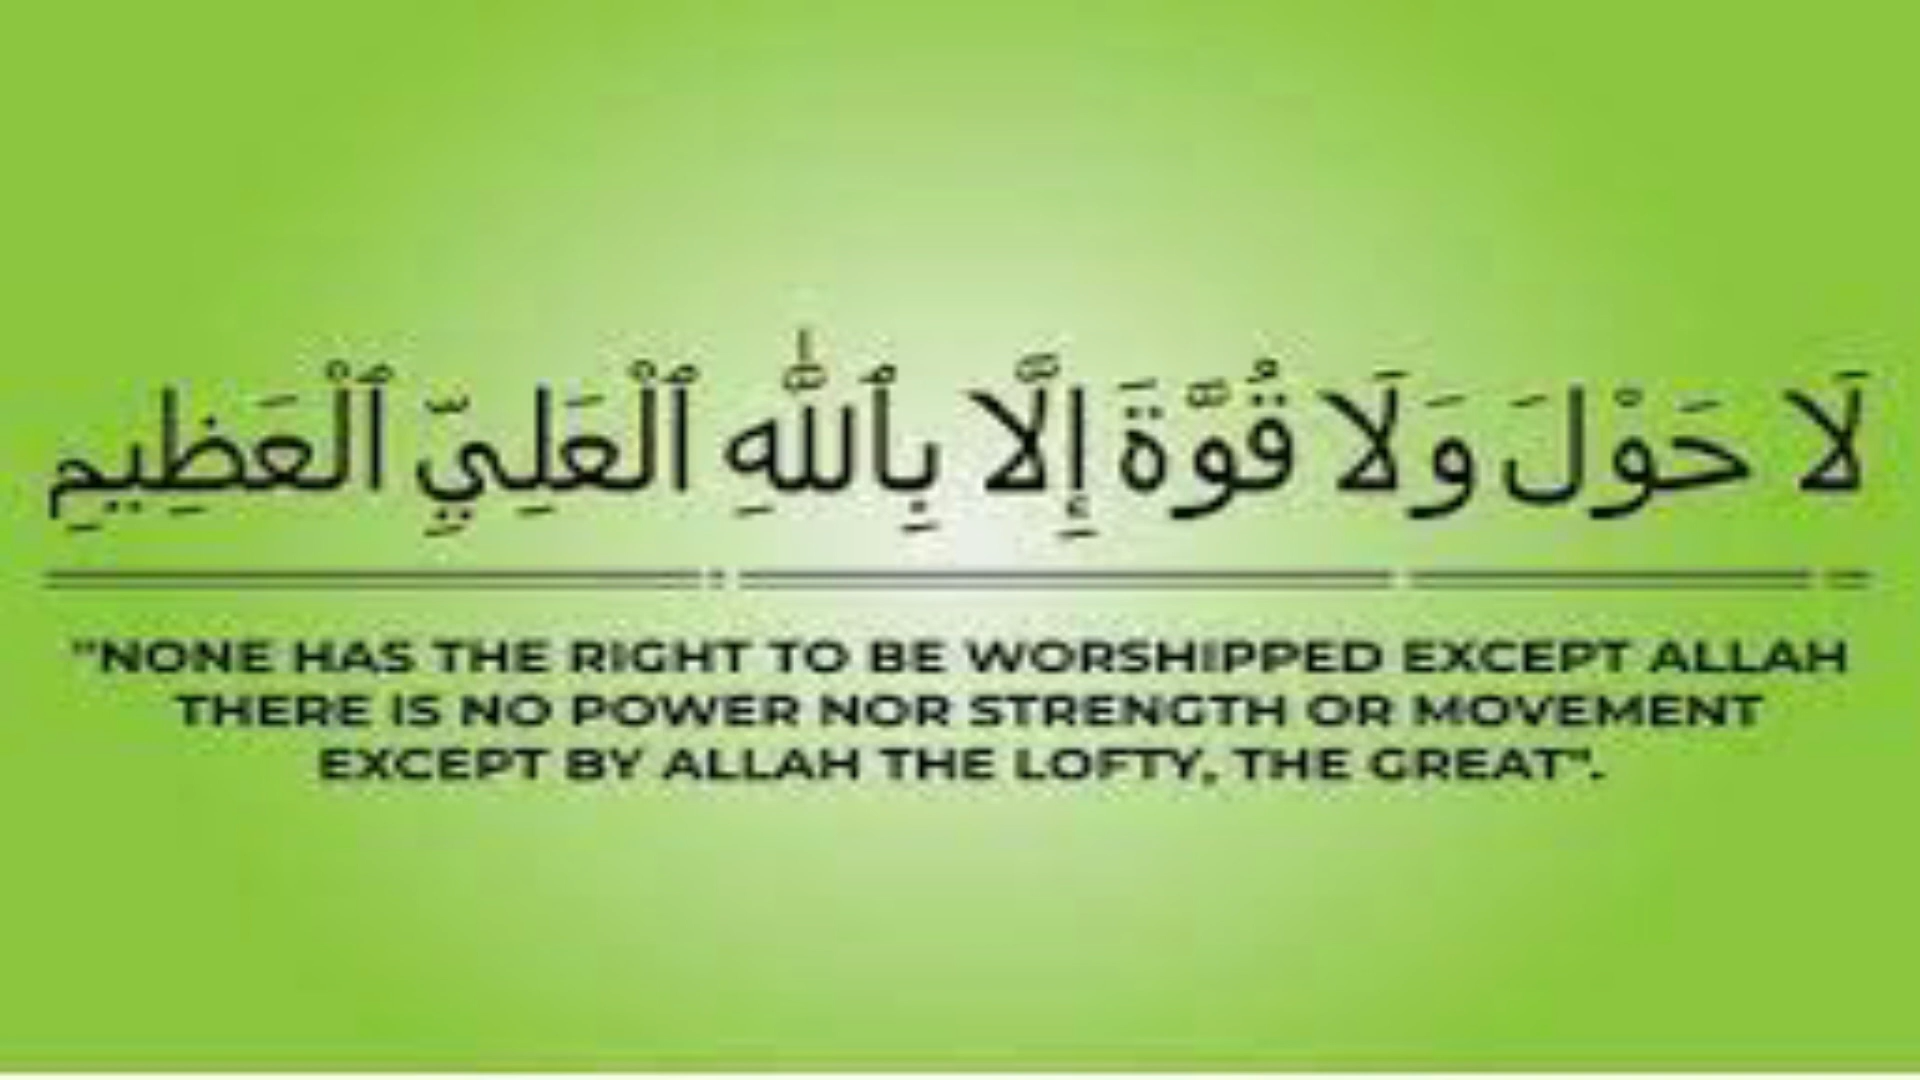 لَا حَوْلَ وَلَا قُوَّةَ إِلَّا بِٱللَّٰهِ ٱلْعَلِيِّ ٱلْعَظِيمِ
"NONE HAS THE RIGHT TO BE WORSHIPPED EXCEPT ALLAH
THERE IS NO POWER NOR STRENGTH OR MOVEMENT
EXCEPT BY ALLAH THE LOFTY, THE GREAT".